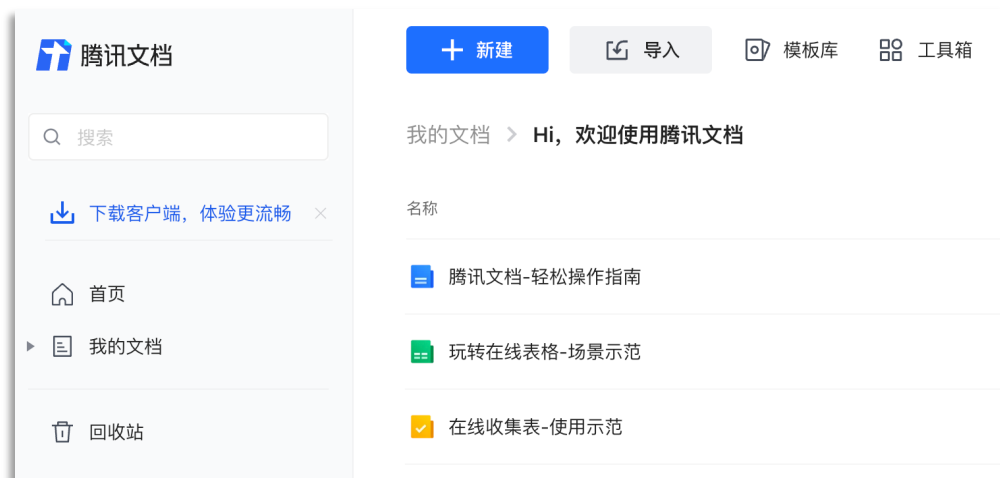 腾讯文档
搜索
下载客户端，体验更流畅
首页
我的文档
回收站
新建
导入
模板库
工具箱
我的文档 > Hi，欢迎使用腾讯文档
名称
腾讯文档-轻松操作指南
玩转在线表格-场景示范
在线收集表-使用示范